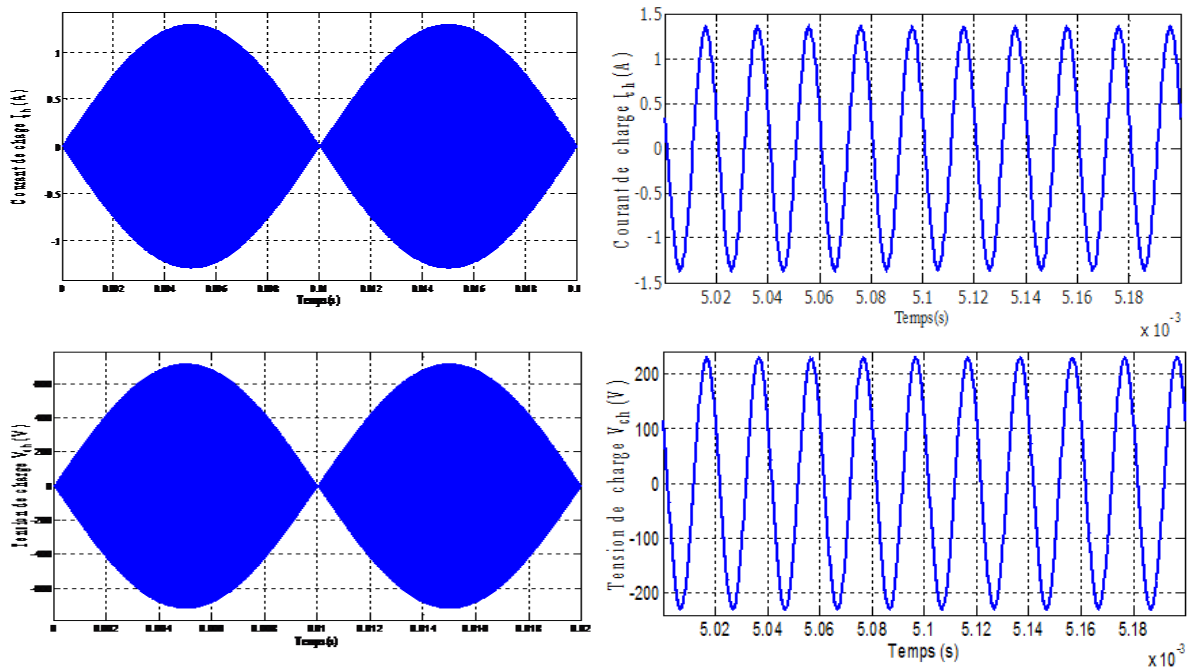 Courant de charge I_ch (A)
1
0.5
0
-0.5
-1
0 0.002 0.004 0.006 0.008 0.01 0.012 0.014 0.016 0.018
Temps(s)
Courant de charge I_ch (A)
1.5
1
0.5
0
-0.5
-1
-1.5
5.02 5.04 5.06 5.08 5.1 5.12 5.14 5.16 5.18
Temps(s)
x 10⁻³
Tension de charge V_ch (V)
0
0 0.002 0.004 0.006 0.008 0.01 0.012 0.014 0.016 0.018 0.02
Temps(s)
Tension de charge V_ch (V)
200
100
0
-100
-200
5.02 5.04 5.06 5.08 5.1 5.12 5.14 5.16 5.18
Temps (s)
x10⁻³